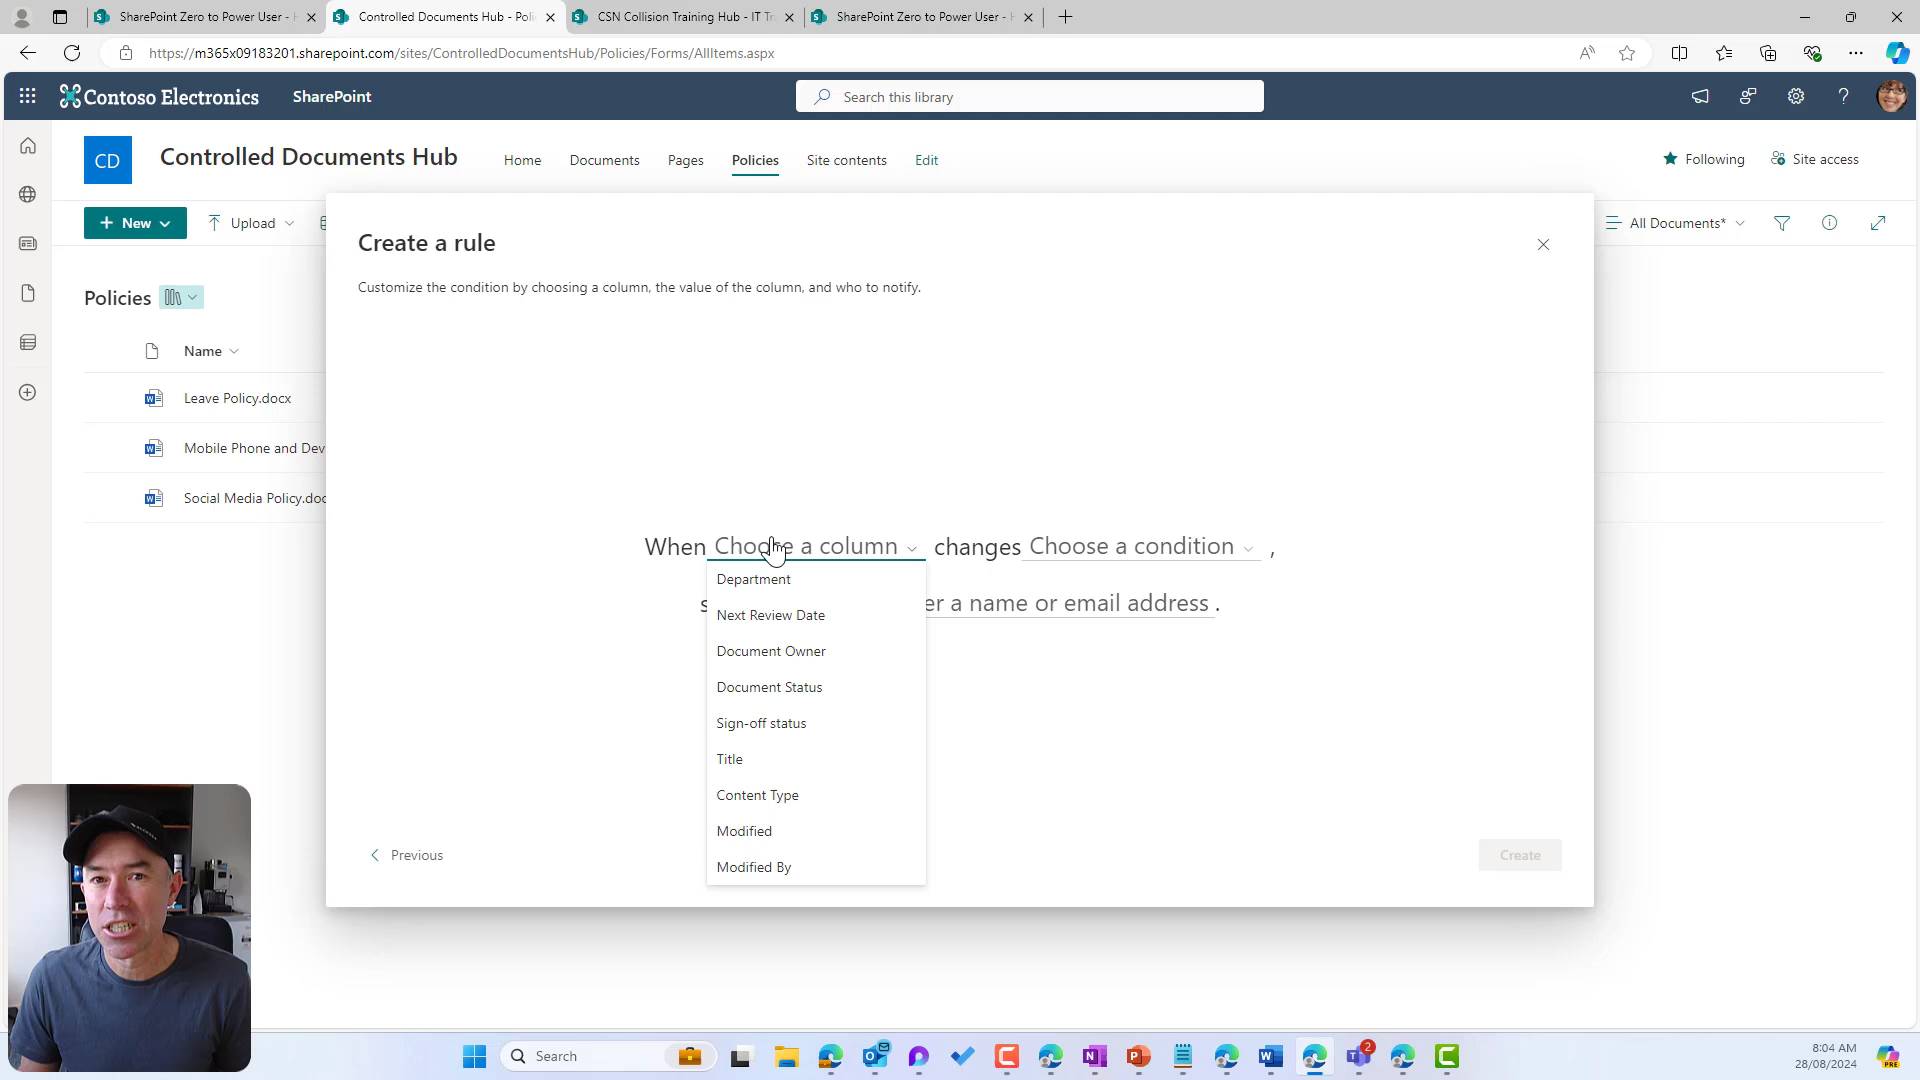 SharePoint Zero to Power User - H
Controlled Documents Hub - Poli
CSN Collision Training Hub - IT Tr
SharePoint Zero to Power User - H
https://m365x09183201.sharepoint.com/sites/ControlledDocumentsHub/Policies/Forms/AllItems.aspx
Contoso Electronics
SharePoint
Search this library
CD
Controlled Documents Hub
Home
Documents
Pages
Policies
Site contents
Edit
Following
Site access
New
Upload
All Documents*
Create a rule
Customize the condition by choosing a column, the value of the column, and who to notify.
Policies
Name
Leave Policy.docx
Mobile Phone and Dev
Social Media Policy.doc
When Choose a column changes Choose a condition ,
s er a name or email address .
Department
Next Review Date
Document Owner
Document Status
Sign-off status
Title
Content Type
Modified
Modified By
Previous
Create
Search
2
8:04 AM
28/08/2024
PRE